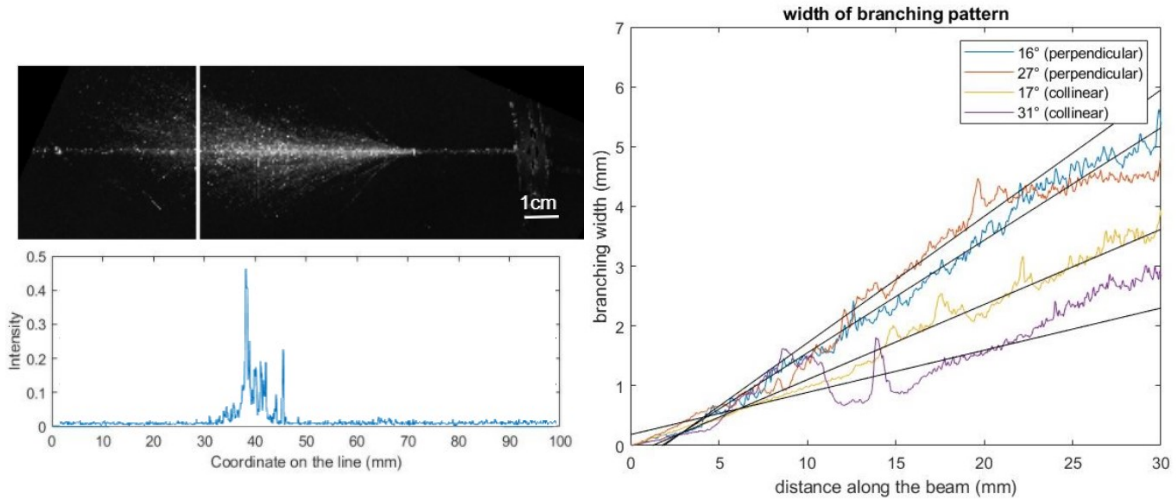 1cm
0.5
0.4
0.3
0.2
0.1
0
Intensity
0 10 20 30 40 50 60 70 80 90 100
Coordinate on the line (mm)
width of branching pattern
7
6
5
4
3
2
1
0
branching width (mm)
16° (perpendicular)
27° (perpendicular)
17° (collinear)
31° (collinear)
0 5 10 15 20 25 30
distance along the beam (mm)